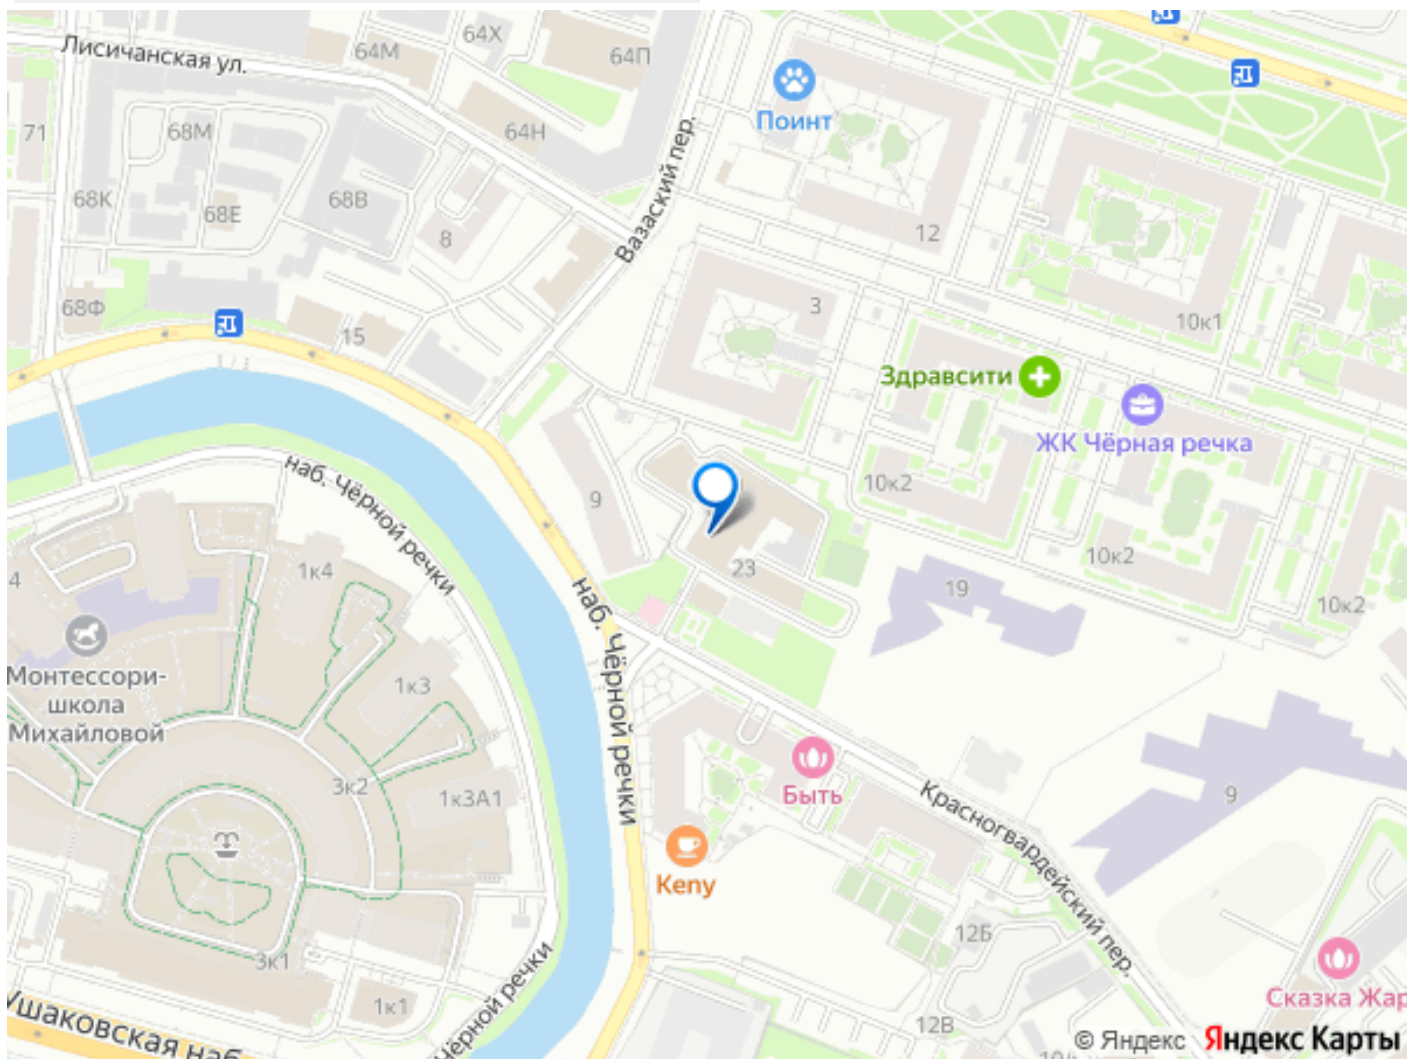 Лисичанская ул.
64М
64Х
64П
64Н
71
68М
68К
68Е
68В
8
68Ф
15
Вазаский пер.
Поинт
12
3
10к1
Здравсити
ЖК Чёрная речка
10к2
10к2
10к2
9
23
19
наб. Чёрной речки
наб. Чёрной речки
1к4
4
Монтессори-
школа
Михайловой
1к3
3к2
1к3А1
Быть
Keny
Красногвардейский пер.
9
12Б
12В
3к1
1к1
Ушаковская наб.
Чёрной речки
Сказка Жар
© Яндекс Яндекс Карты